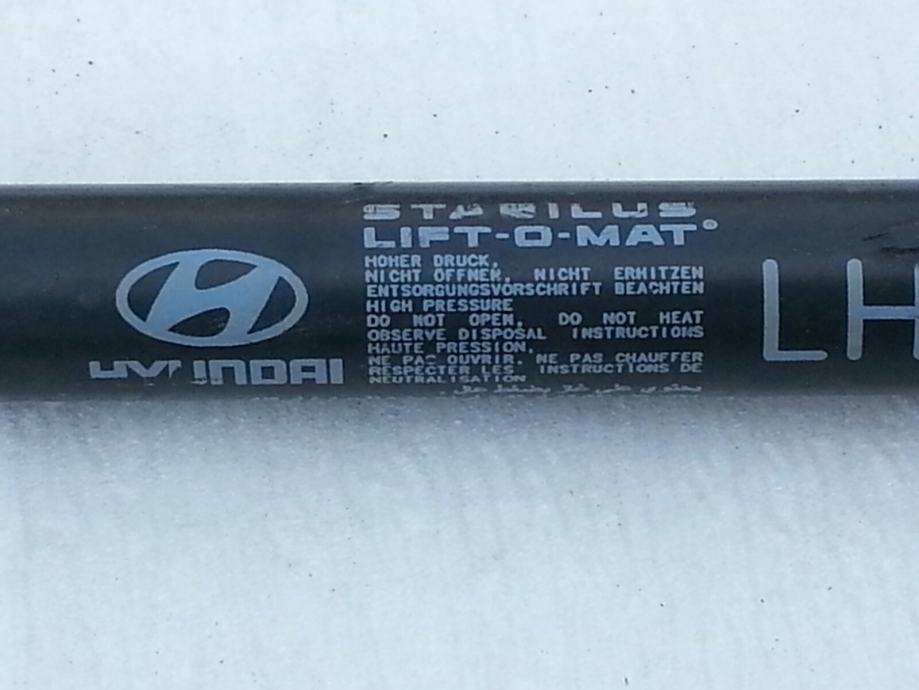 STABILUS
LIFT-O-MAT®
HOHER DRUCK,
NICHT ÖFFNEN, NICHT ERHITZEN
ENTSORGUNGSVORSCHRIFT BEACHTEN
HIGH PRESSURE
DO NOT OPEN, DO NOT HEAT
OBSERVE DISPOSAL INSTRUCTIONS
HAUTE PRESSION,
NE PAS OUVRIR, NE PAS CHAUFFER
RESPECTER LES INSTRUCTIONS DE
NEUTRALISATION
HYUNDAI
LH